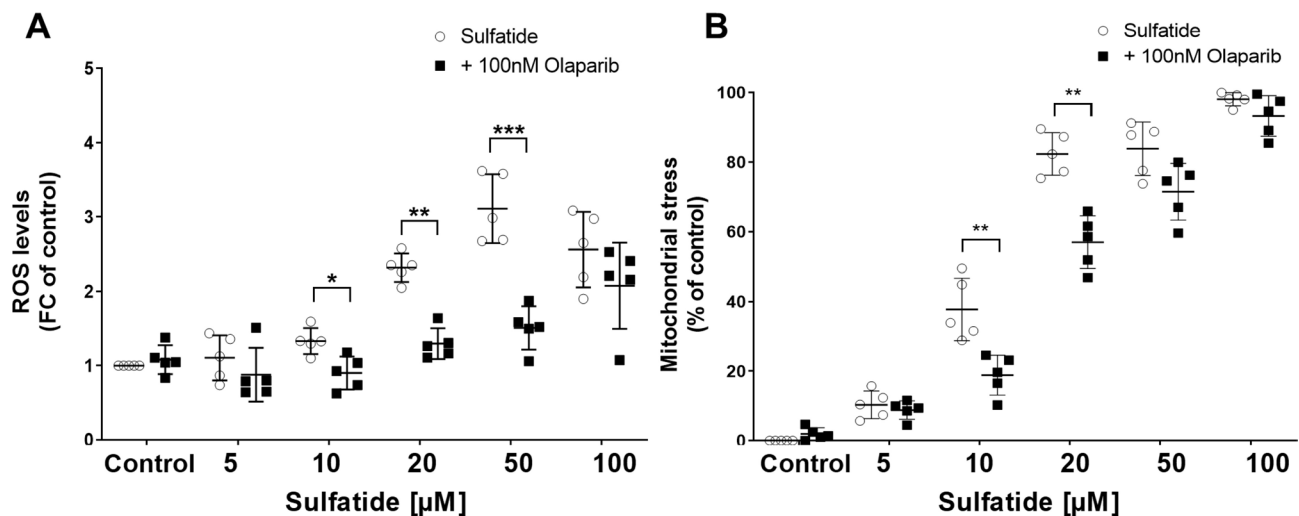 A
Sulfatide
+ 100nM Olaparib
ROS levels
(FC of control)
5
4
3
2
1
0
*
**
***
Control 5 10 20 50 100
Sulfatide [µM]
B
Sulfatide
+ 100nM Olaparib
Mitochondrial stress
(% of control)
100
80
60
40
20
0
**
**
Control 5 10 20 50 100
Sulfatide [µM]